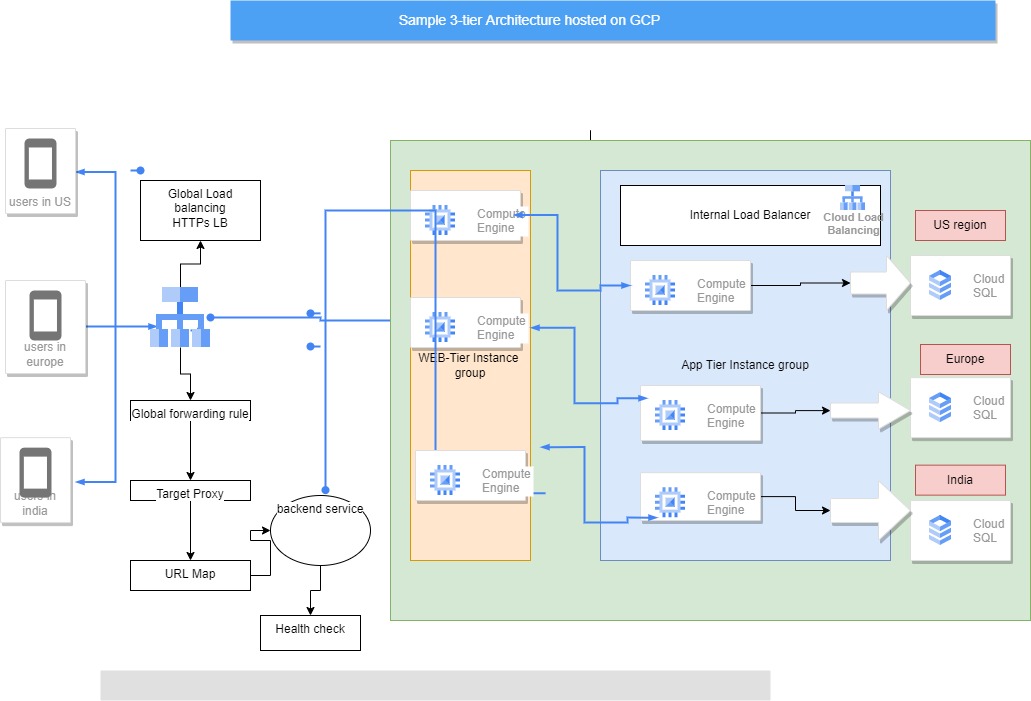 Sample 3-tier Architecture hosted on GCP
users in US
Global Load
balancing
HTTPs LB
users in
europe
Global forwarding rule
users in
india
Target Proxy
backend service
URL Map
Health check
Compute
Engine
Compute
Engine
WEB-Tier Instance
group
Compute
Engine
Internal Load Balancer
Cloud Load
Balancing
Compute
Engine
App Tier Instance group
Compute
Engine
Compute
Engine
US region
Cloud
SQL
Europe
Cloud
SQL
India
Cloud
SQL